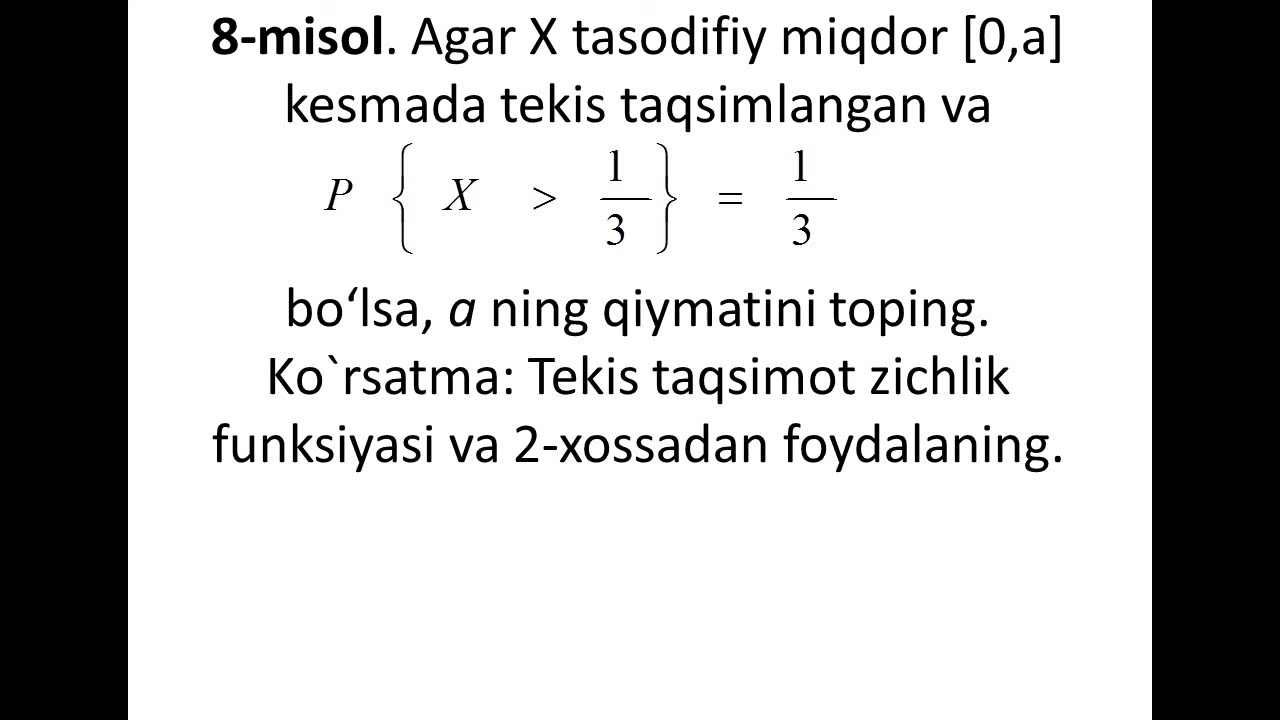 8-misol. Agar X tasodifiy miqdor [0,a]
kesmada tekis taqsimlangan va
P { X > 1/3 } = 1/3
bo‘lsa, a ning qiymatini toping.
Ko`rsatma: Tekis taqsimot zichlik
funksiyasi va 2-xossadan foydalaning.